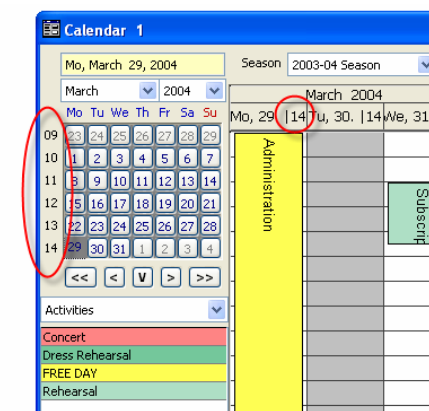 Calendar 1
Mo, March 29, 2004
Season 2003-04 Season
March 2004
March 2004
Mo Tu We Th Fr Sa Su
Mo, 29. |14 Tu, 30. |14 We, 31
09 23 24 25 26 27 28 29
10 1 2 3 4 5 6 7
11 8 9 10 11 12 13 14
12 15 16 17 18 19 20 21
13 22 23 24 25 26 27 28
14 29 30 31 1 2 3 4
<< < V > >>
Administration
Subscrip
Activities
Concert
Dress Rehearsal
FREE DAY
Rehearsal